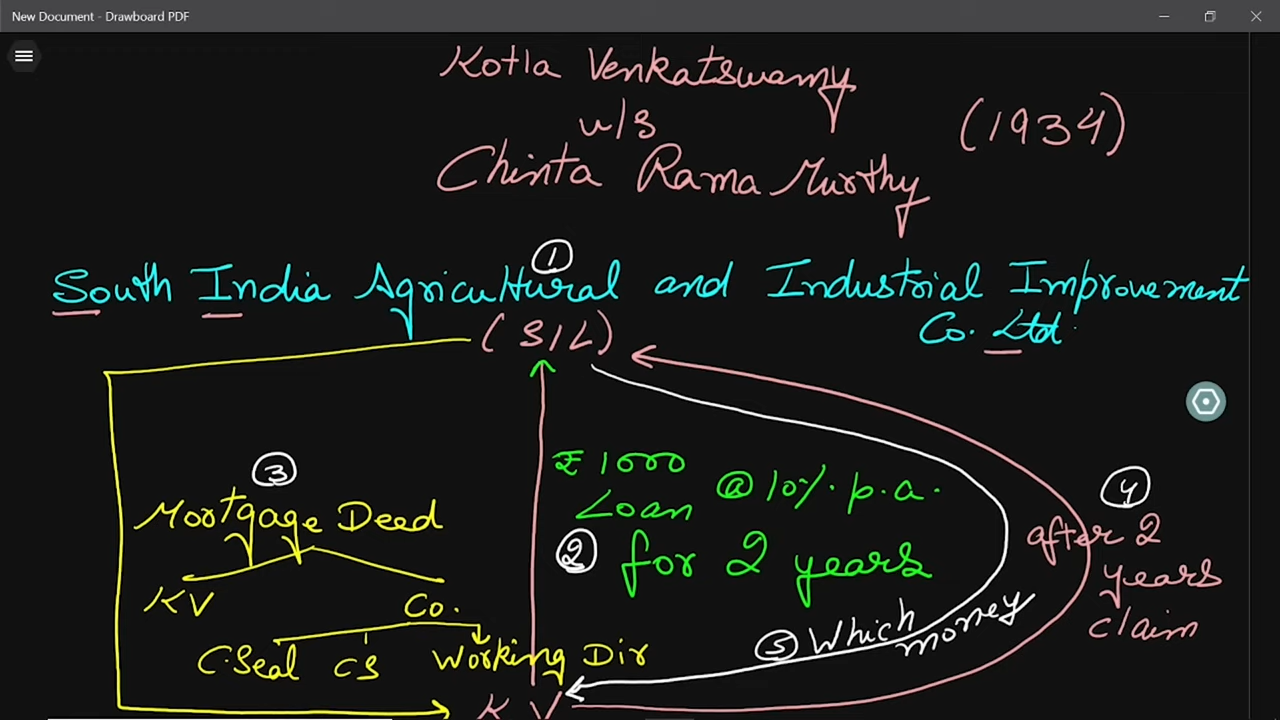 New Document - Drawboard PDF
Kotla Venkatswamy
v/s
(1934)
Chinta Rama Murthy
①
South India Agricultural and Industrial Improvement
Co. Ltd.
(SIL)
③
Mortgage Deed
KV Co.
C.Seal CS Working Dir
₹1000
Loan @ 10%. p.a.
② for 2 years
④
after 2
years
claim
⑤ Which
money
KV